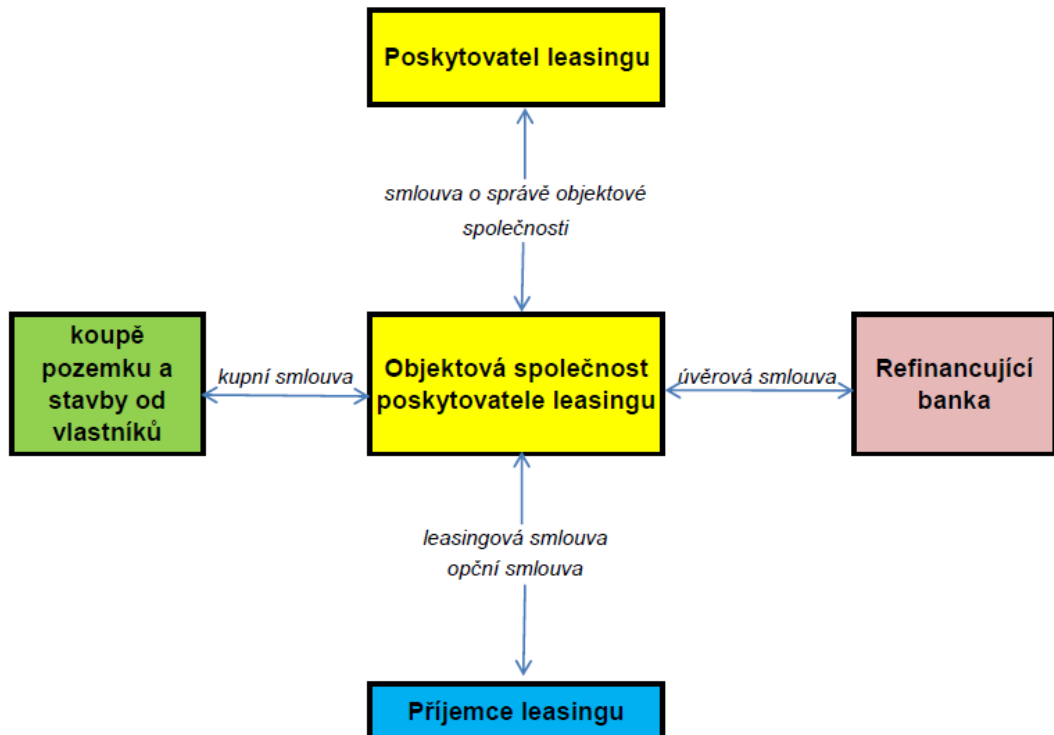 Poskytovatel leasingu
smlouva o správě objektové
společnosti
koupě
pozemku a
stavby od
vlastníků
kupní smlouva
Objektová společnost
poskytovatele leasingu
úvěrová smlouva
Refinancující
banka
leasingová smlouva
opční smlouva
Příjemce leasingu